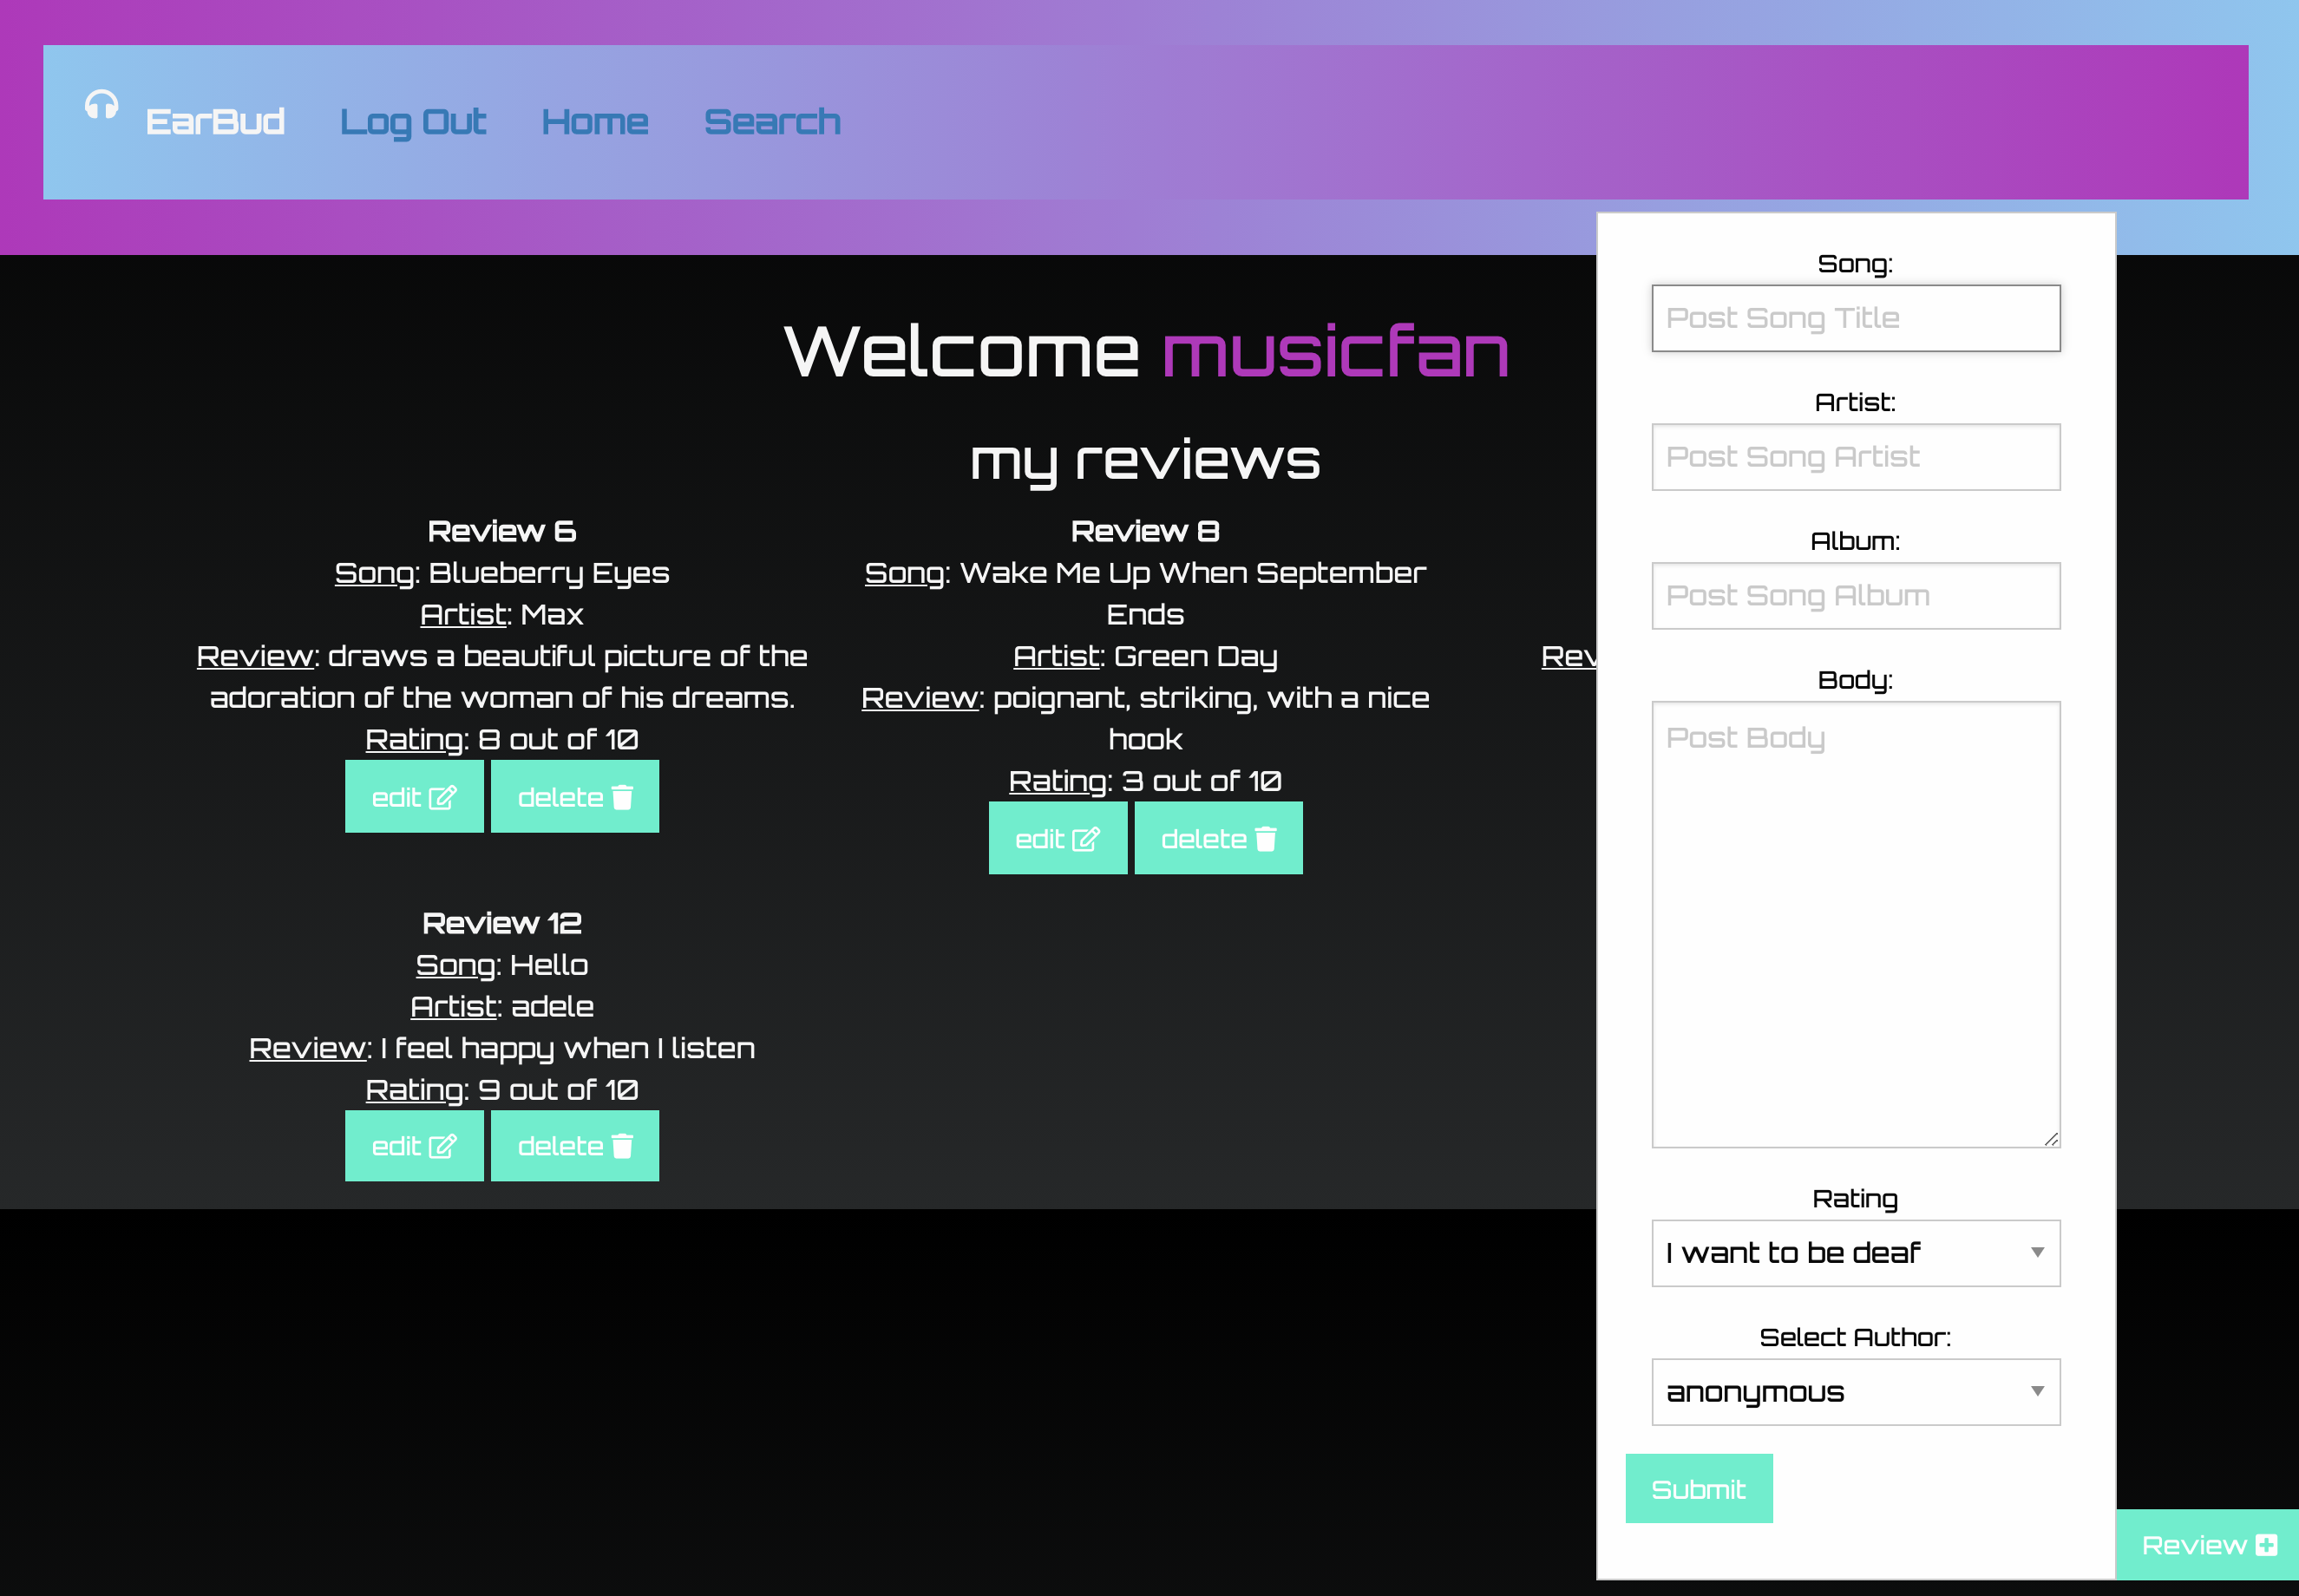 EarBud Log Out Home Search
Welcome musicfan
my reviews
Review 6
Song: Blueberry Eyes
Artist: Max
Review: draws a beautiful picture of the
adoration of the woman of his dreams.
Rating: 8 out of 10
edit delete
Review 8
Song: Wake Me Up When September
Ends
Artist: Green Day
Review: poignant, striking, with a nice
hook
Rating: 3 out of 10
edit delete
Review 12
Song: Hello
Artist: adele
Review: I feel happy when I listen
Rating: 9 out of 10
edit delete
Song:
Post Song Title
Artist:
Post Song Artist
Album:
Post Song Album
Body:
Post Body
Rating
I want to be deaf
Select Author:
anonymous
Submit
Review